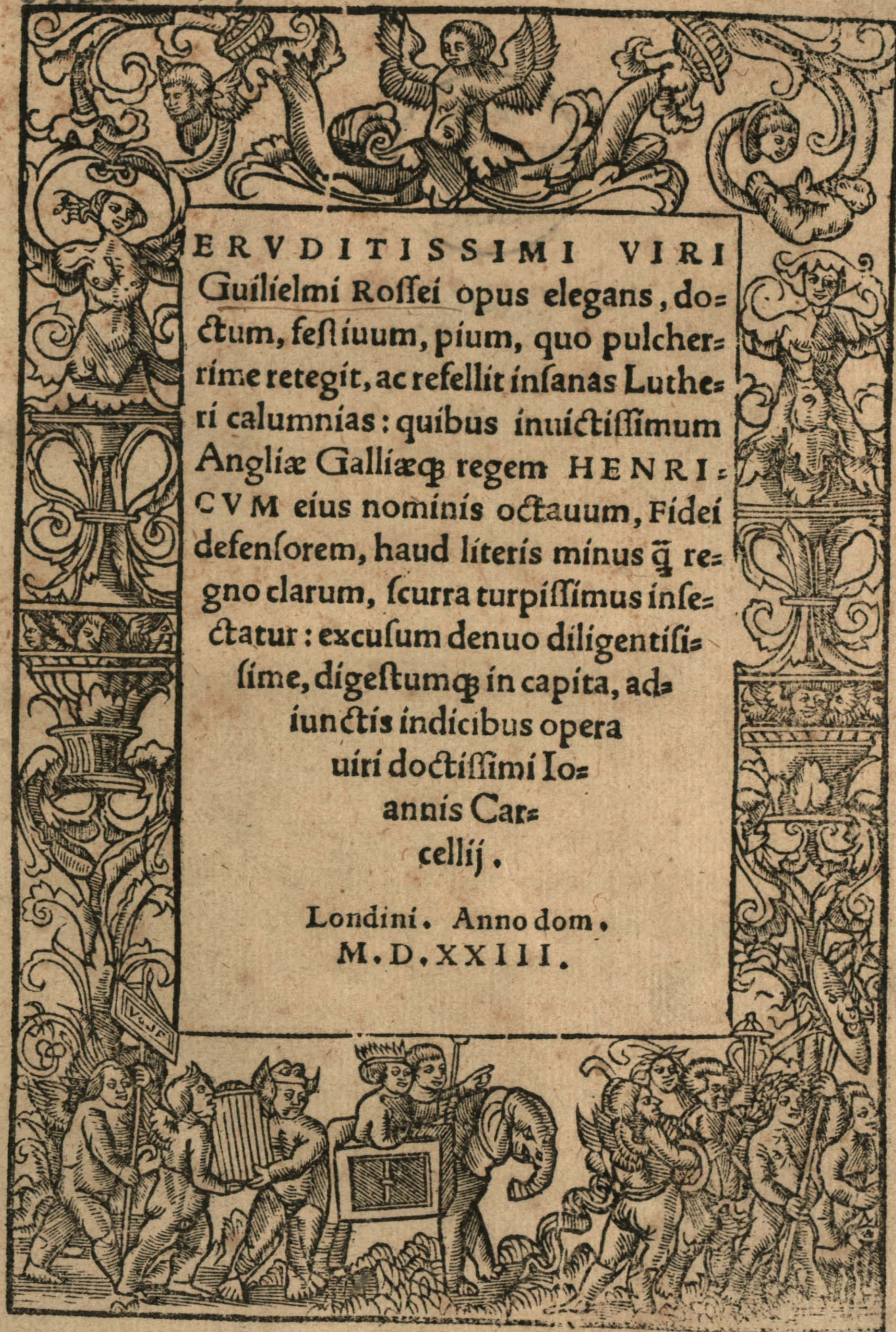 ERVDITISSIMI VIRI
Guilielmi Rossei opus elegans, do=
ctum, festiuum, pium, quo pulcher=
rime retegit, ac refellit insanas Luthe=
ri calumnias: quibus inuictissimum
Angliæ Galliæq3 regem HENRI=
CVM eius nominis octauum, Fidei
defensorem, haud literis minus q̃ re=
gno clarum, scurra turpissimus inse=
ctatur: excusum denuo diligentisi=
sime, digestumq3 in capita, ad=
iunctis indicibus opera
uiri doctissimi Io=
annis Car=
cellij.
Londini. Anno dom.
M.D.XXIII.